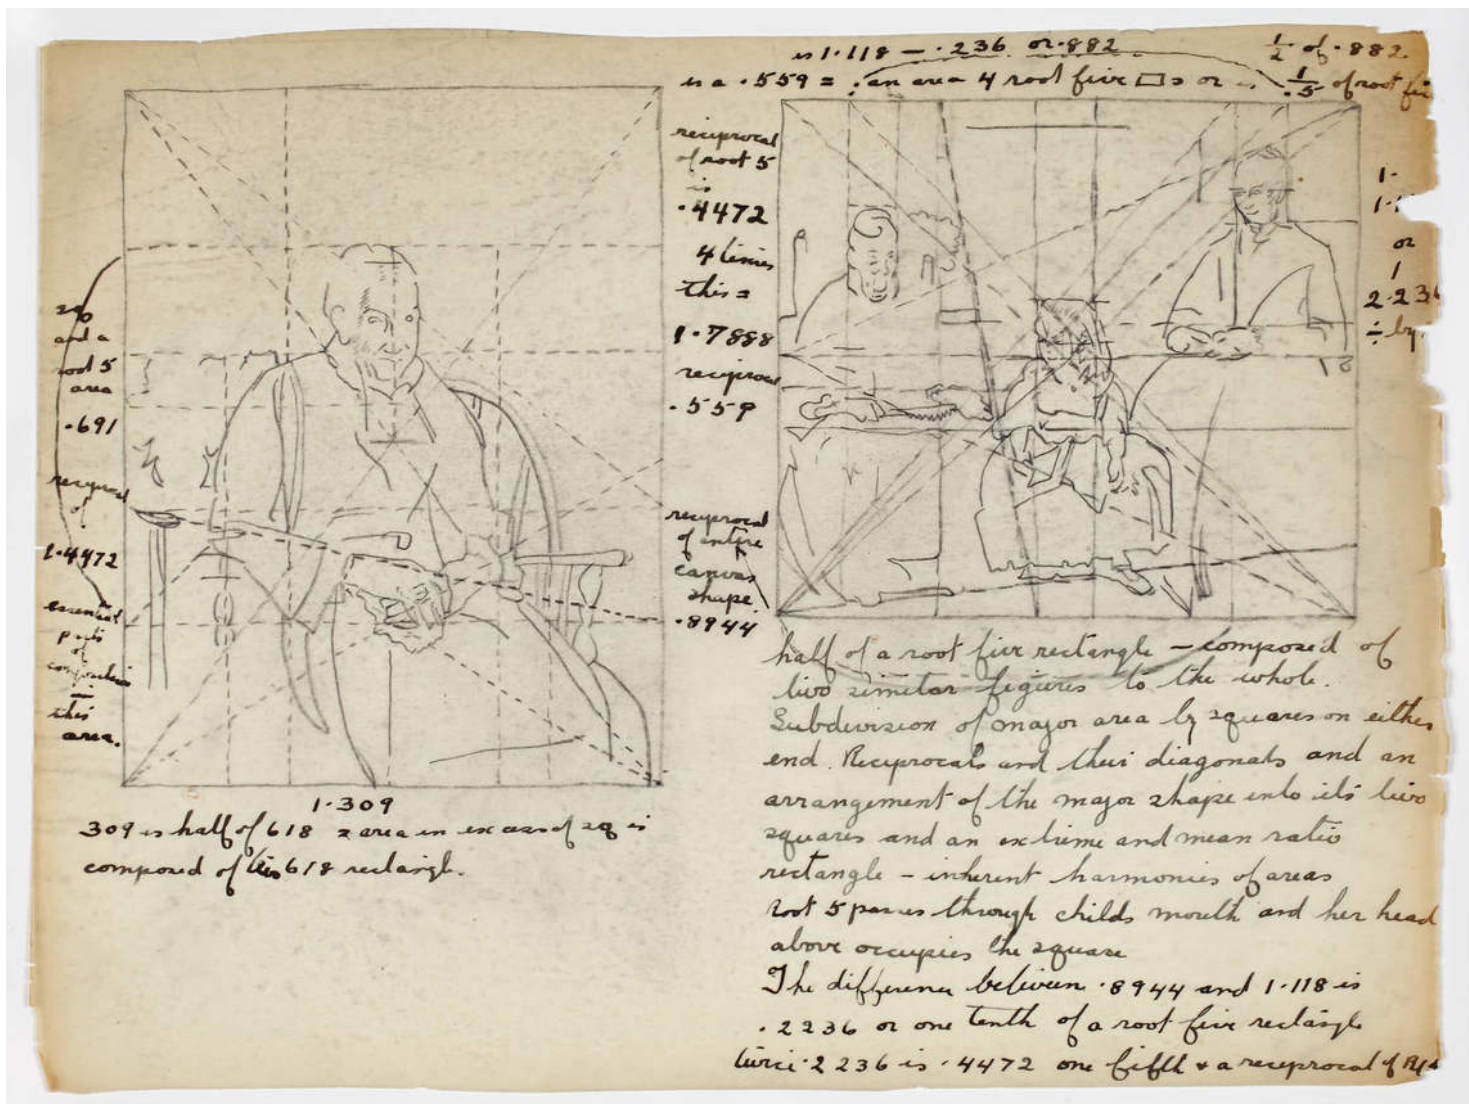 is 1.118 — .236 or .882 ½ of .882.
is a .559 = : an area 4 root five □s or is 1/.5 of root
reciprocal
of root 5
is
.4472
4 times
this =
1.7888
reciprocal
.559
1.
or
1
2.236
÷ by
sq
and a
root 5
area
.691
reciprocal
of
1.4472
essential
parts
of
composition
—
this
area.
reciprocal
of entire
canvas
shape
.8944
1.309
309 is half of 618 area in excess of sq is
composed of 618 rectangle.
half of a root five rectangle — composed of
two similar figures to the whole.
Subdivision of major area by squares on either
end. Reciprocals and their diagonals and an
arrangement of the major shape into its two
squares and an extreme and mean ratio
rectangle — inherent harmonies of areas
Root 5 passes through childs mouth and her head
above occupies the square
The difference between .8944 and 1.118 is
.2236 or one tenth of a root five rectangle
twice .2236 is .4472 one fifth & a reciprocal of